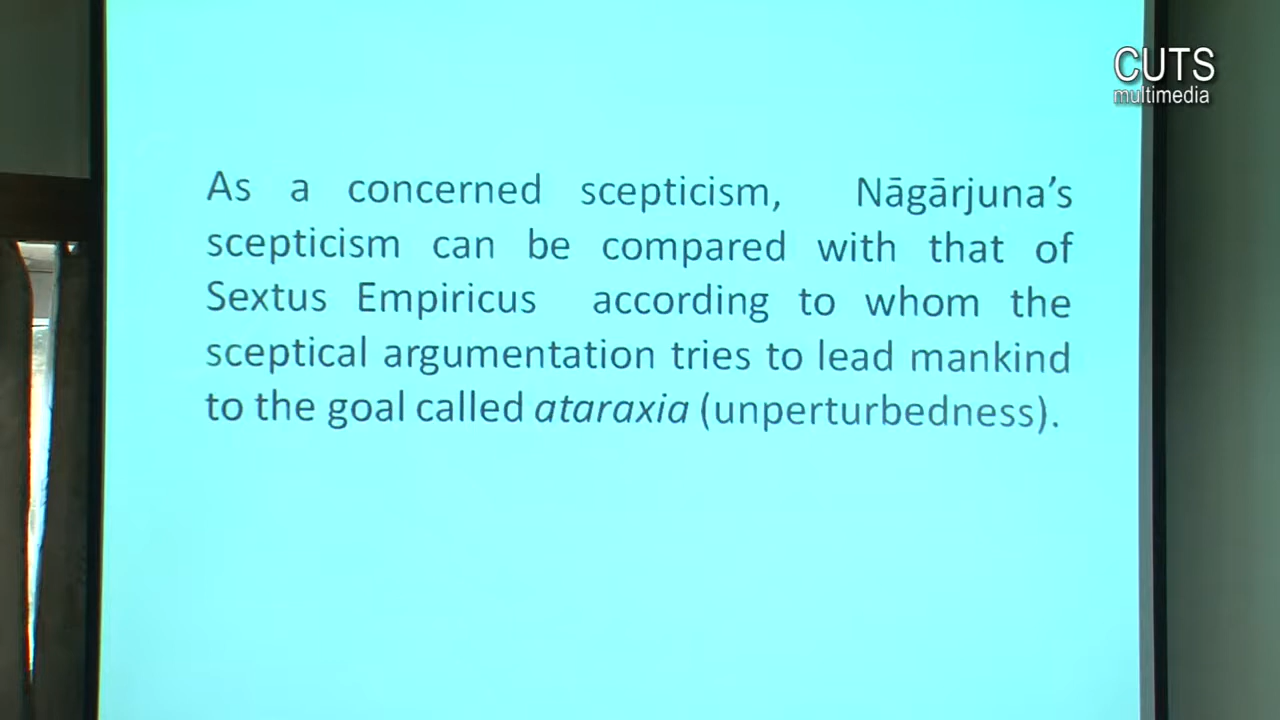 CUTS
multimedia
As a concerned scepticism, Nāgārjuna's
scepticism can be compared with that of
Sextus Empiricus according to whom the
sceptical argumentation tries to lead mankind
to the goal called ataraxia (unperturbedness).